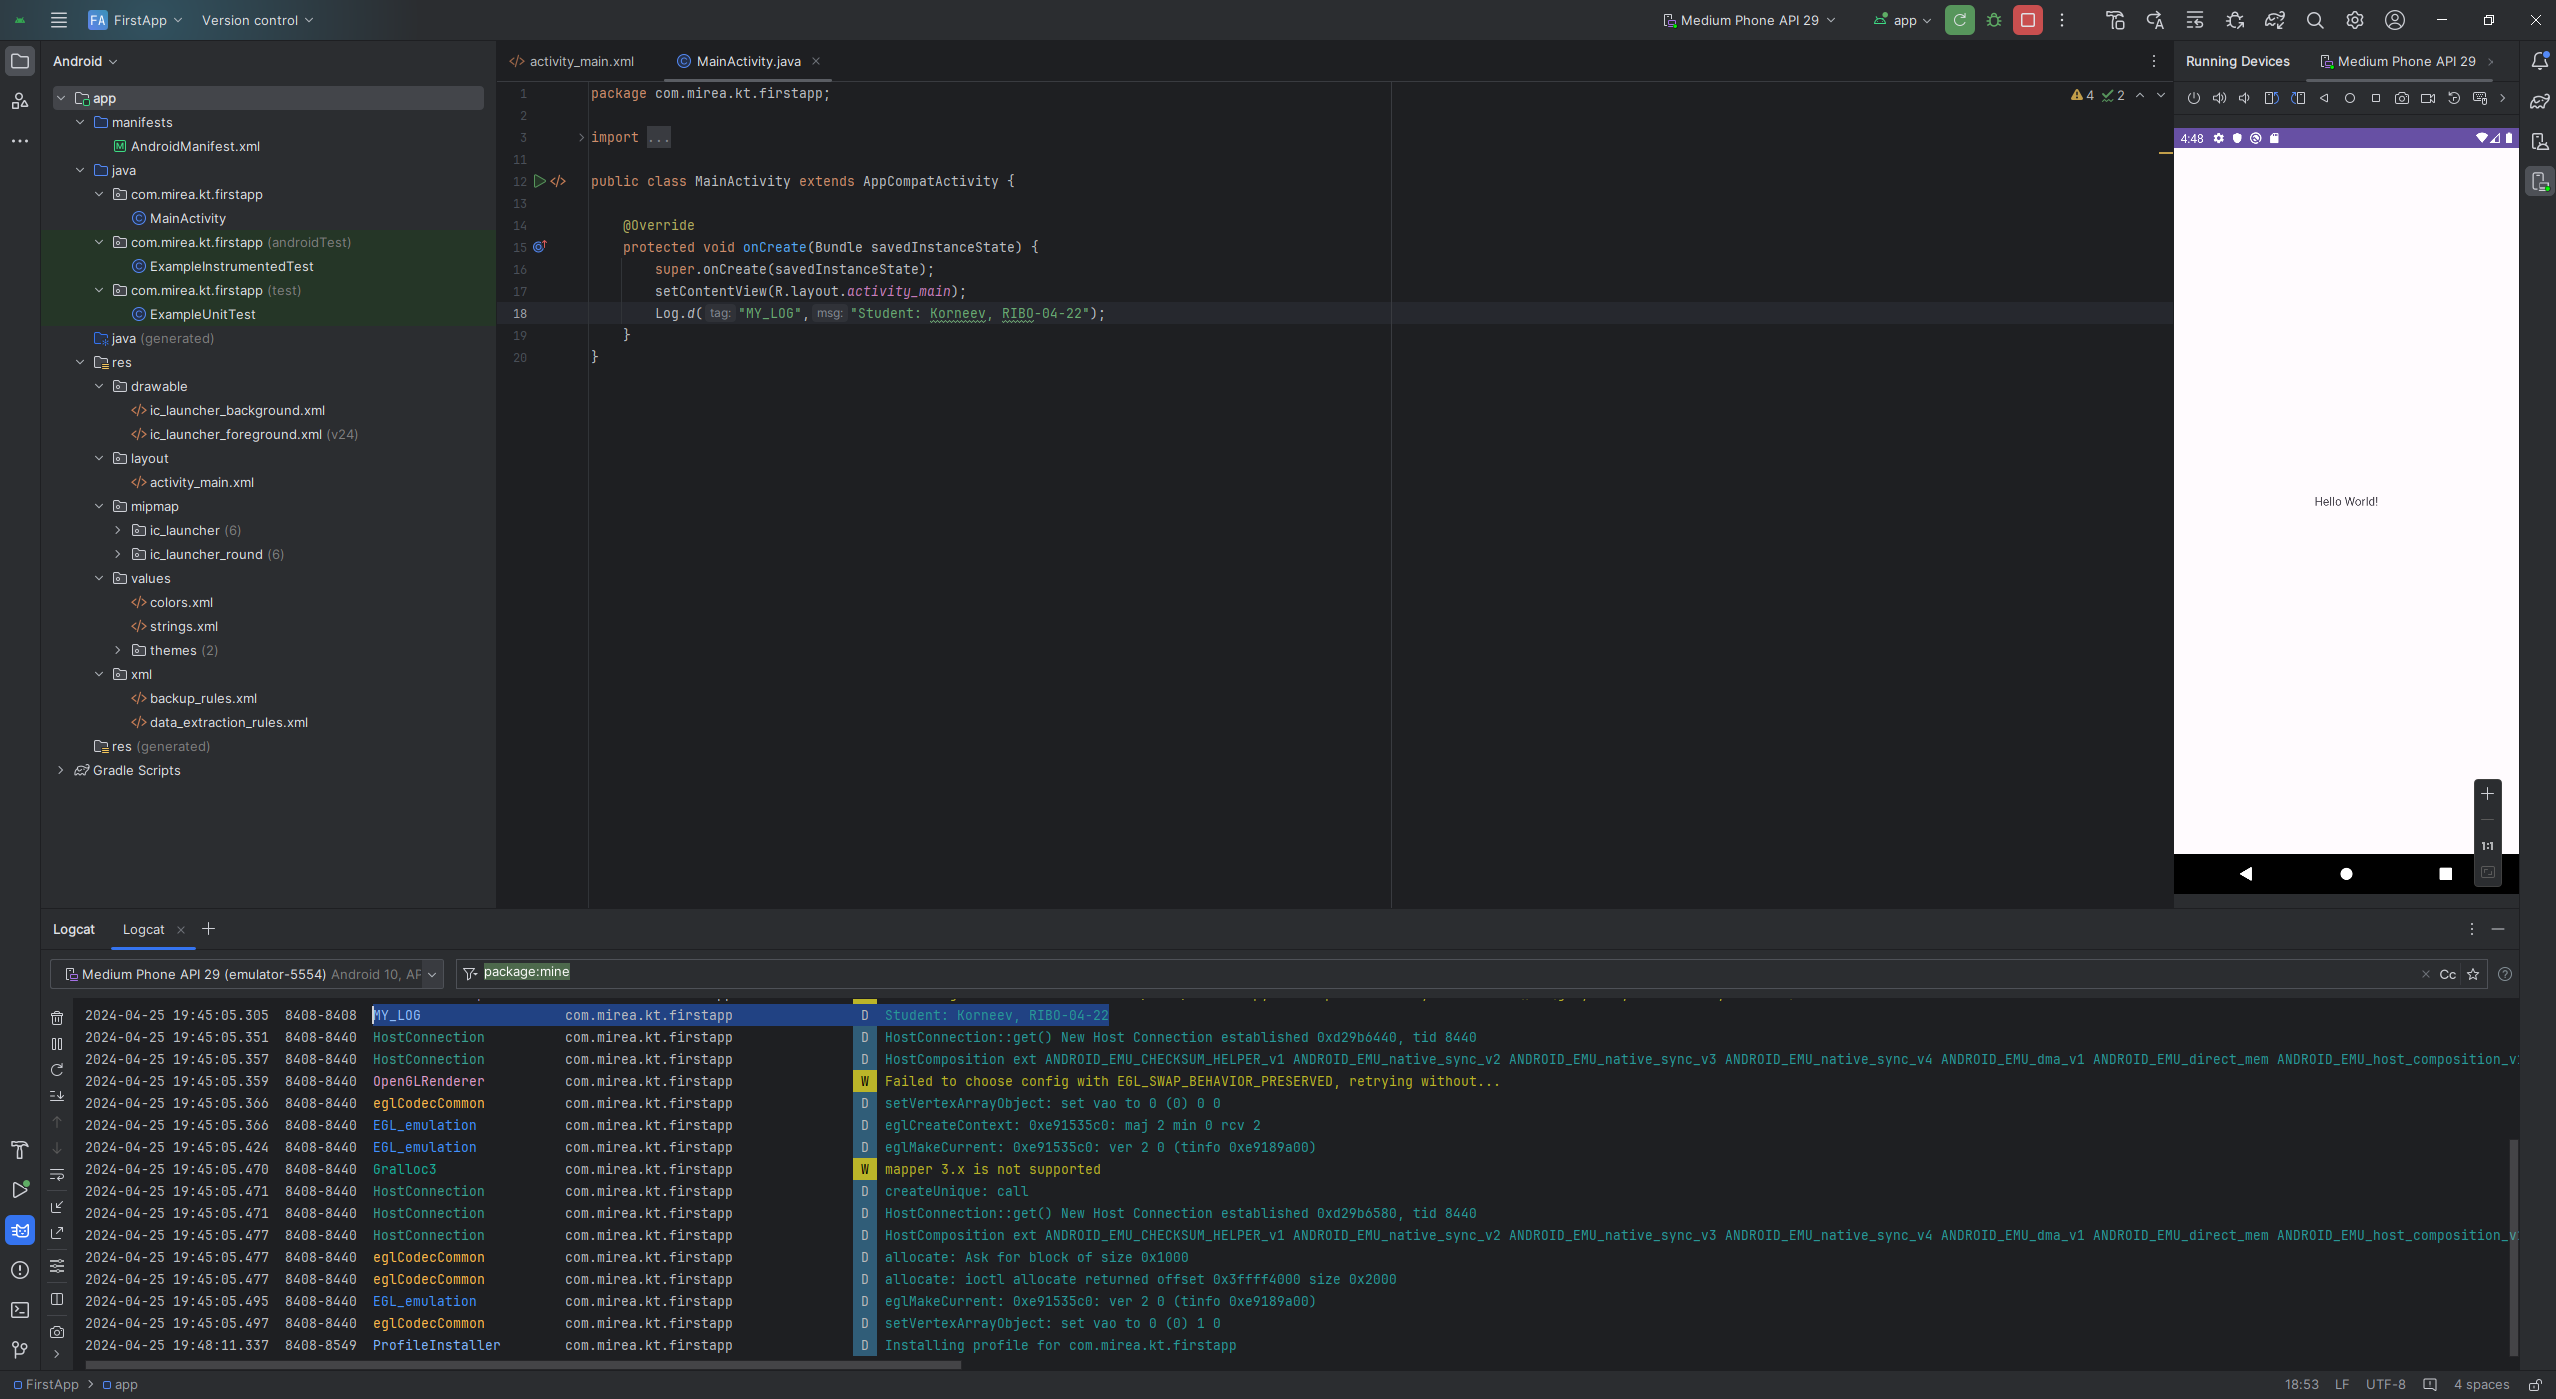 FA FirstApp Version control Medium Phone API 29 app
Android
app
manifests
AndroidManifest.xml
java
com.mirea.kt.firstapp
MainActivity
com.mirea.kt.firstapp (androidTest)
ExampleInstrumentedTest
com.mirea.kt.firstapp (test)
ExampleUnitTest
java (generated)
res
drawable
ic_launcher_background.xml
ic_launcher_foreground.xml (v24)
layout
activity_main.xml
mipmap
ic_launcher (6)
ic_launcher_round (6)
values
colors.xml
strings.xml
themes (2)
xml
backup_rules.xml
data_extraction_rules.xml
res (generated)
Gradle Scripts
activity_main.xml MainActivity.java
4 2
1 package com.mirea.kt.firstapp;
2
3 import ...
11
12 public class MainActivity extends AppCompatActivity {
13
14 @Override
15 protected void onCreate(Bundle savedInstanceState) {
16 super.onCreate(savedInstanceState);
17 setContentView(R.layout.activity_main);
18 Log.d( tag: "MY_LOG", msg: "Student: Korneev, RIBO-04-22");
19 }
20 }
Running Devices Medium Phone API 29
4:48
Hello World!
1:1
Logcat Logcat
Medium Phone API 29 (emulator-5554) Android 10, AP package:mine Cc
2024-04-25 19:45:05.305 8408-8408 MY_LOG com.mirea.kt.firstapp D Student: Korneev, RIBO-04-22
2024-04-25 19:45:05.351 8408-8440 HostConnection com.mirea.kt.firstapp D HostConnection::get() New Host Connection established 0xd29b6440, tid 8440
2024-04-25 19:45:05.357 8408-8440 HostConnection com.mirea.kt.firstapp D HostComposition ext ANDROID_EMU_CHECKSUM_HELPER_v1 ANDROID_EMU_native_sync_v2 ANDROID_EMU_native_sync_v3 ANDROID_EMU_native_sync_v4 ANDROID_EMU_dma_v1 ANDROID_EMU_direct_mem ANDROID_EMU_host_composition_v
2024-04-25 19:45:05.359 8408-8440 OpenGLRenderer com.mirea.kt.firstapp W Failed to choose config with EGL_SWAP_BEHAVIOR_PRESERVED, retrying without...
2024-04-25 19:45:05.366 8408-8440 eglCodecCommon com.mirea.kt.firstapp D setVertexArrayObject: set vao to 0 (0) 0 0
2024-04-25 19:45:05.366 8408-8440 EGL_emulation com.mirea.kt.firstapp D eglCreateContext: 0xe91535c0: maj 2 min 0 rcv 2
2024-04-25 19:45:05.424 8408-8440 EGL_emulation com.mirea.kt.firstapp D eglMakeCurrent: 0xe91535c0: ver 2 0 (tinfo 0xe9189a00)
2024-04-25 19:45:05.470 8408-8440 Gralloc3 com.mirea.kt.firstapp W mapper 3.x is not supported
2024-04-25 19:45:05.471 8408-8440 HostConnection com.mirea.kt.firstapp D createUnique: call
2024-04-25 19:45:05.471 8408-8440 HostConnection com.mirea.kt.firstapp D HostConnection::get() New Host Connection established 0xd29b6580, tid 8440
2024-04-25 19:45:05.477 8408-8440 HostConnection com.mirea.kt.firstapp D HostComposition ext ANDROID_EMU_CHECKSUM_HELPER_v1 ANDROID_EMU_native_sync_v2 ANDROID_EMU_native_sync_v3 ANDROID_EMU_native_sync_v4 ANDROID_EMU_dma_v1 ANDROID_EMU_direct_mem ANDROID_EMU_host_composition_v
2024-04-25 19:45:05.477 8408-8440 eglCodecCommon com.mirea.kt.firstapp D allocate: Ask for block of size 0x1000
2024-04-25 19:45:05.477 8408-8440 eglCodecCommon com.mirea.kt.firstapp D allocate: ioctl allocate returned offset 0x3ffff4000 size 0x2000
2024-04-25 19:45:05.495 8408-8440 EGL_emulation com.mirea.kt.firstapp D eglMakeCurrent: 0xe91535c0: ver 2 0 (tinfo 0xe9189a00)
2024-04-25 19:45:05.497 8408-8440 eglCodecCommon com.mirea.kt.firstapp D setVertexArrayObject: set vao to 0 (0) 1 0
2024-04-25 19:48:11.337 8408-8549 ProfileInstaller com.mirea.kt.firstapp D Installing profile for com.mirea.kt.firstapp
FirstApp app 18:53 LF UTF-8 4 spaces